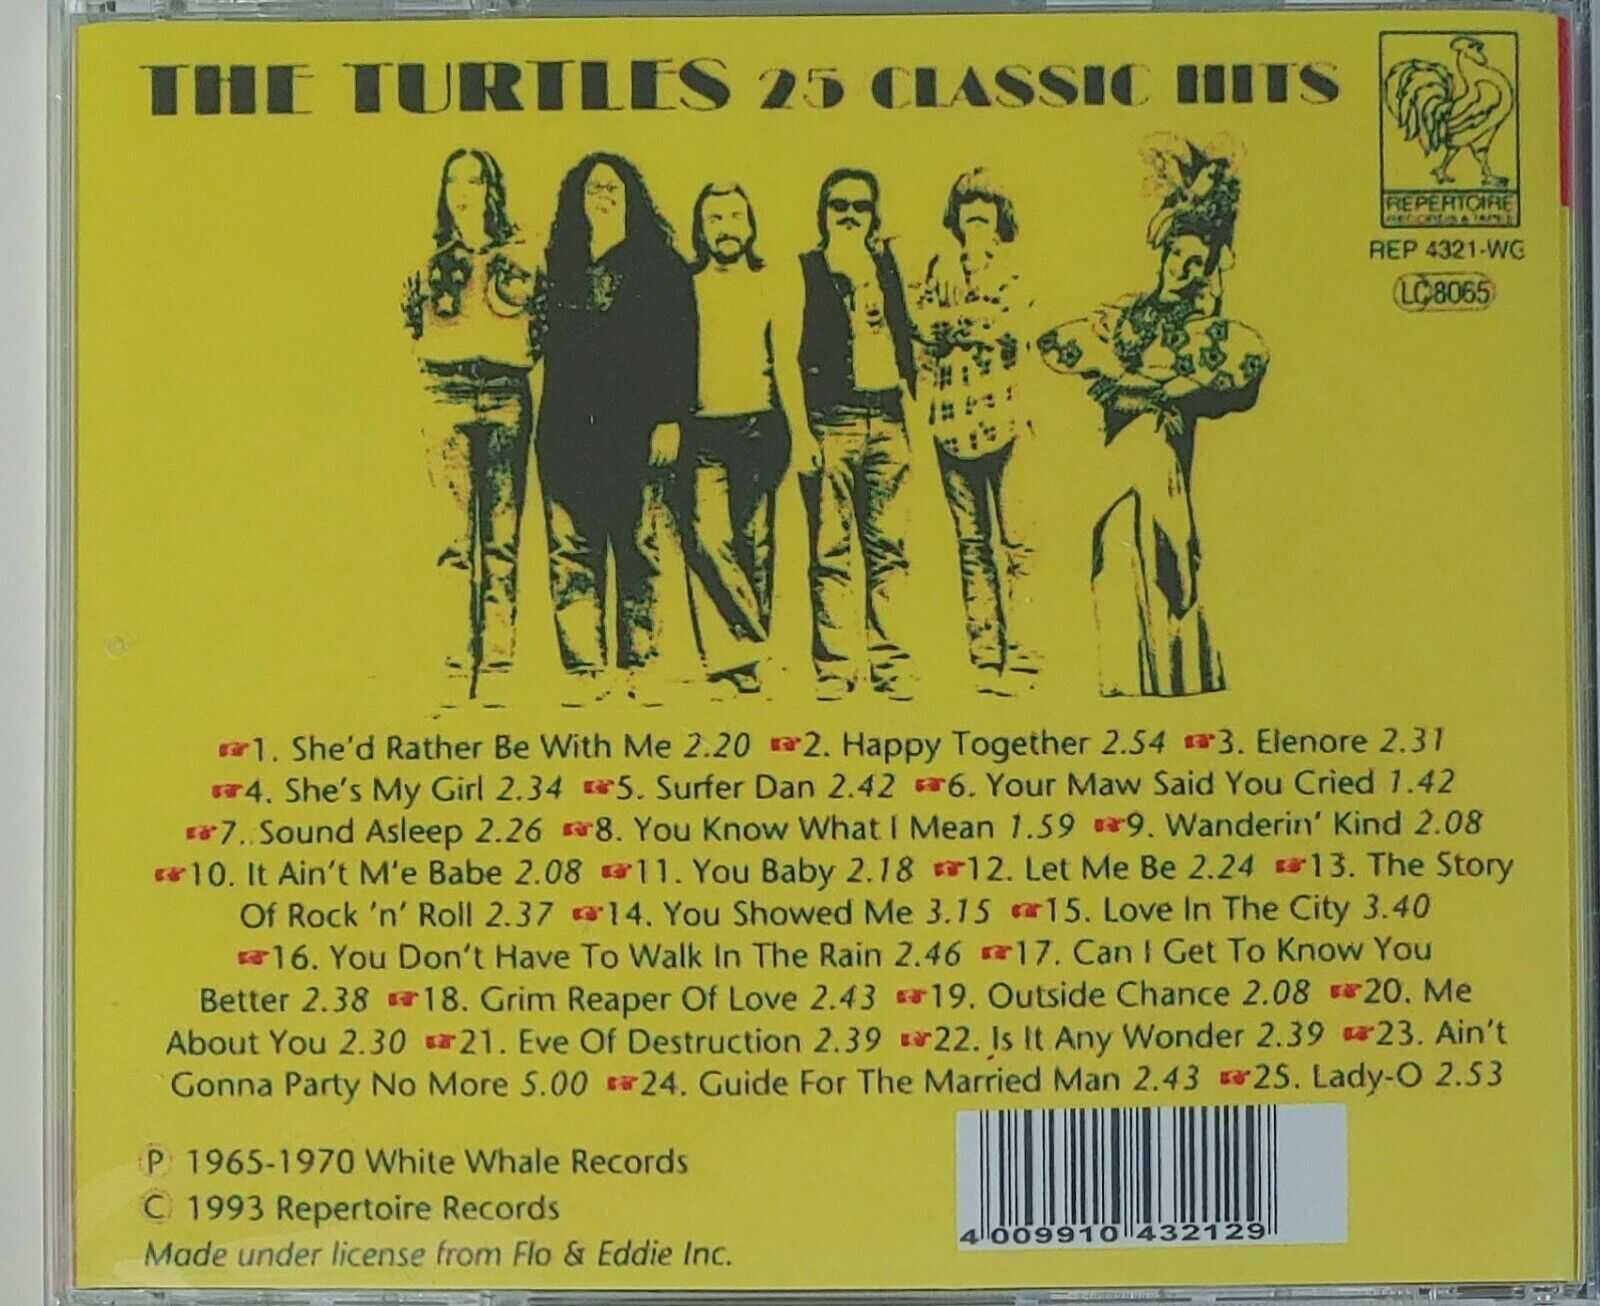 THE TURTLES 25 CLASSIC HITS
REPERTOIRE
RECORDS & TAPES
REP 4321-WG
LC 8065
1. She'd Rather Be With Me 2.20 2. Happy Together 2.54 3. Elenore 2.31
4. She's My Girl 2.34 5. Surfer Dan 2.42 6. Your Maw Said You Cried 1.42
7. Sound Asleep 2.26 8. You Know What I Mean 1.59 9. Wanderin' Kind 2.08
10. It Ain't M'e Babe 2.08 11. You Baby 2.18 12. Let Me Be 2.24 13. The Story
Of Rock 'n' Roll 2.37 14. You Showed Me 3.15 15. Love In The City 3.40
16. You Don't Have To Walk In The Rain 2.46 17. Can I Get To Know You
Better 2.38 18. Grim Reaper Of Love 2.43 19. Outside Chance 2.08 20. Me
About You 2.30 21. Eve Of Destruction 2.39 22. Is It Any Wonder 2.39 23. Ain't
Gonna Party No More 5.00 24. Guide For The Married Man 2.43 25. Lady-O 2.53
Ⓟ 1965-1970 White Whale Records
© 1993 Repertoire Records
Made under license from Flo & Eddie Inc.
4 009910 432129